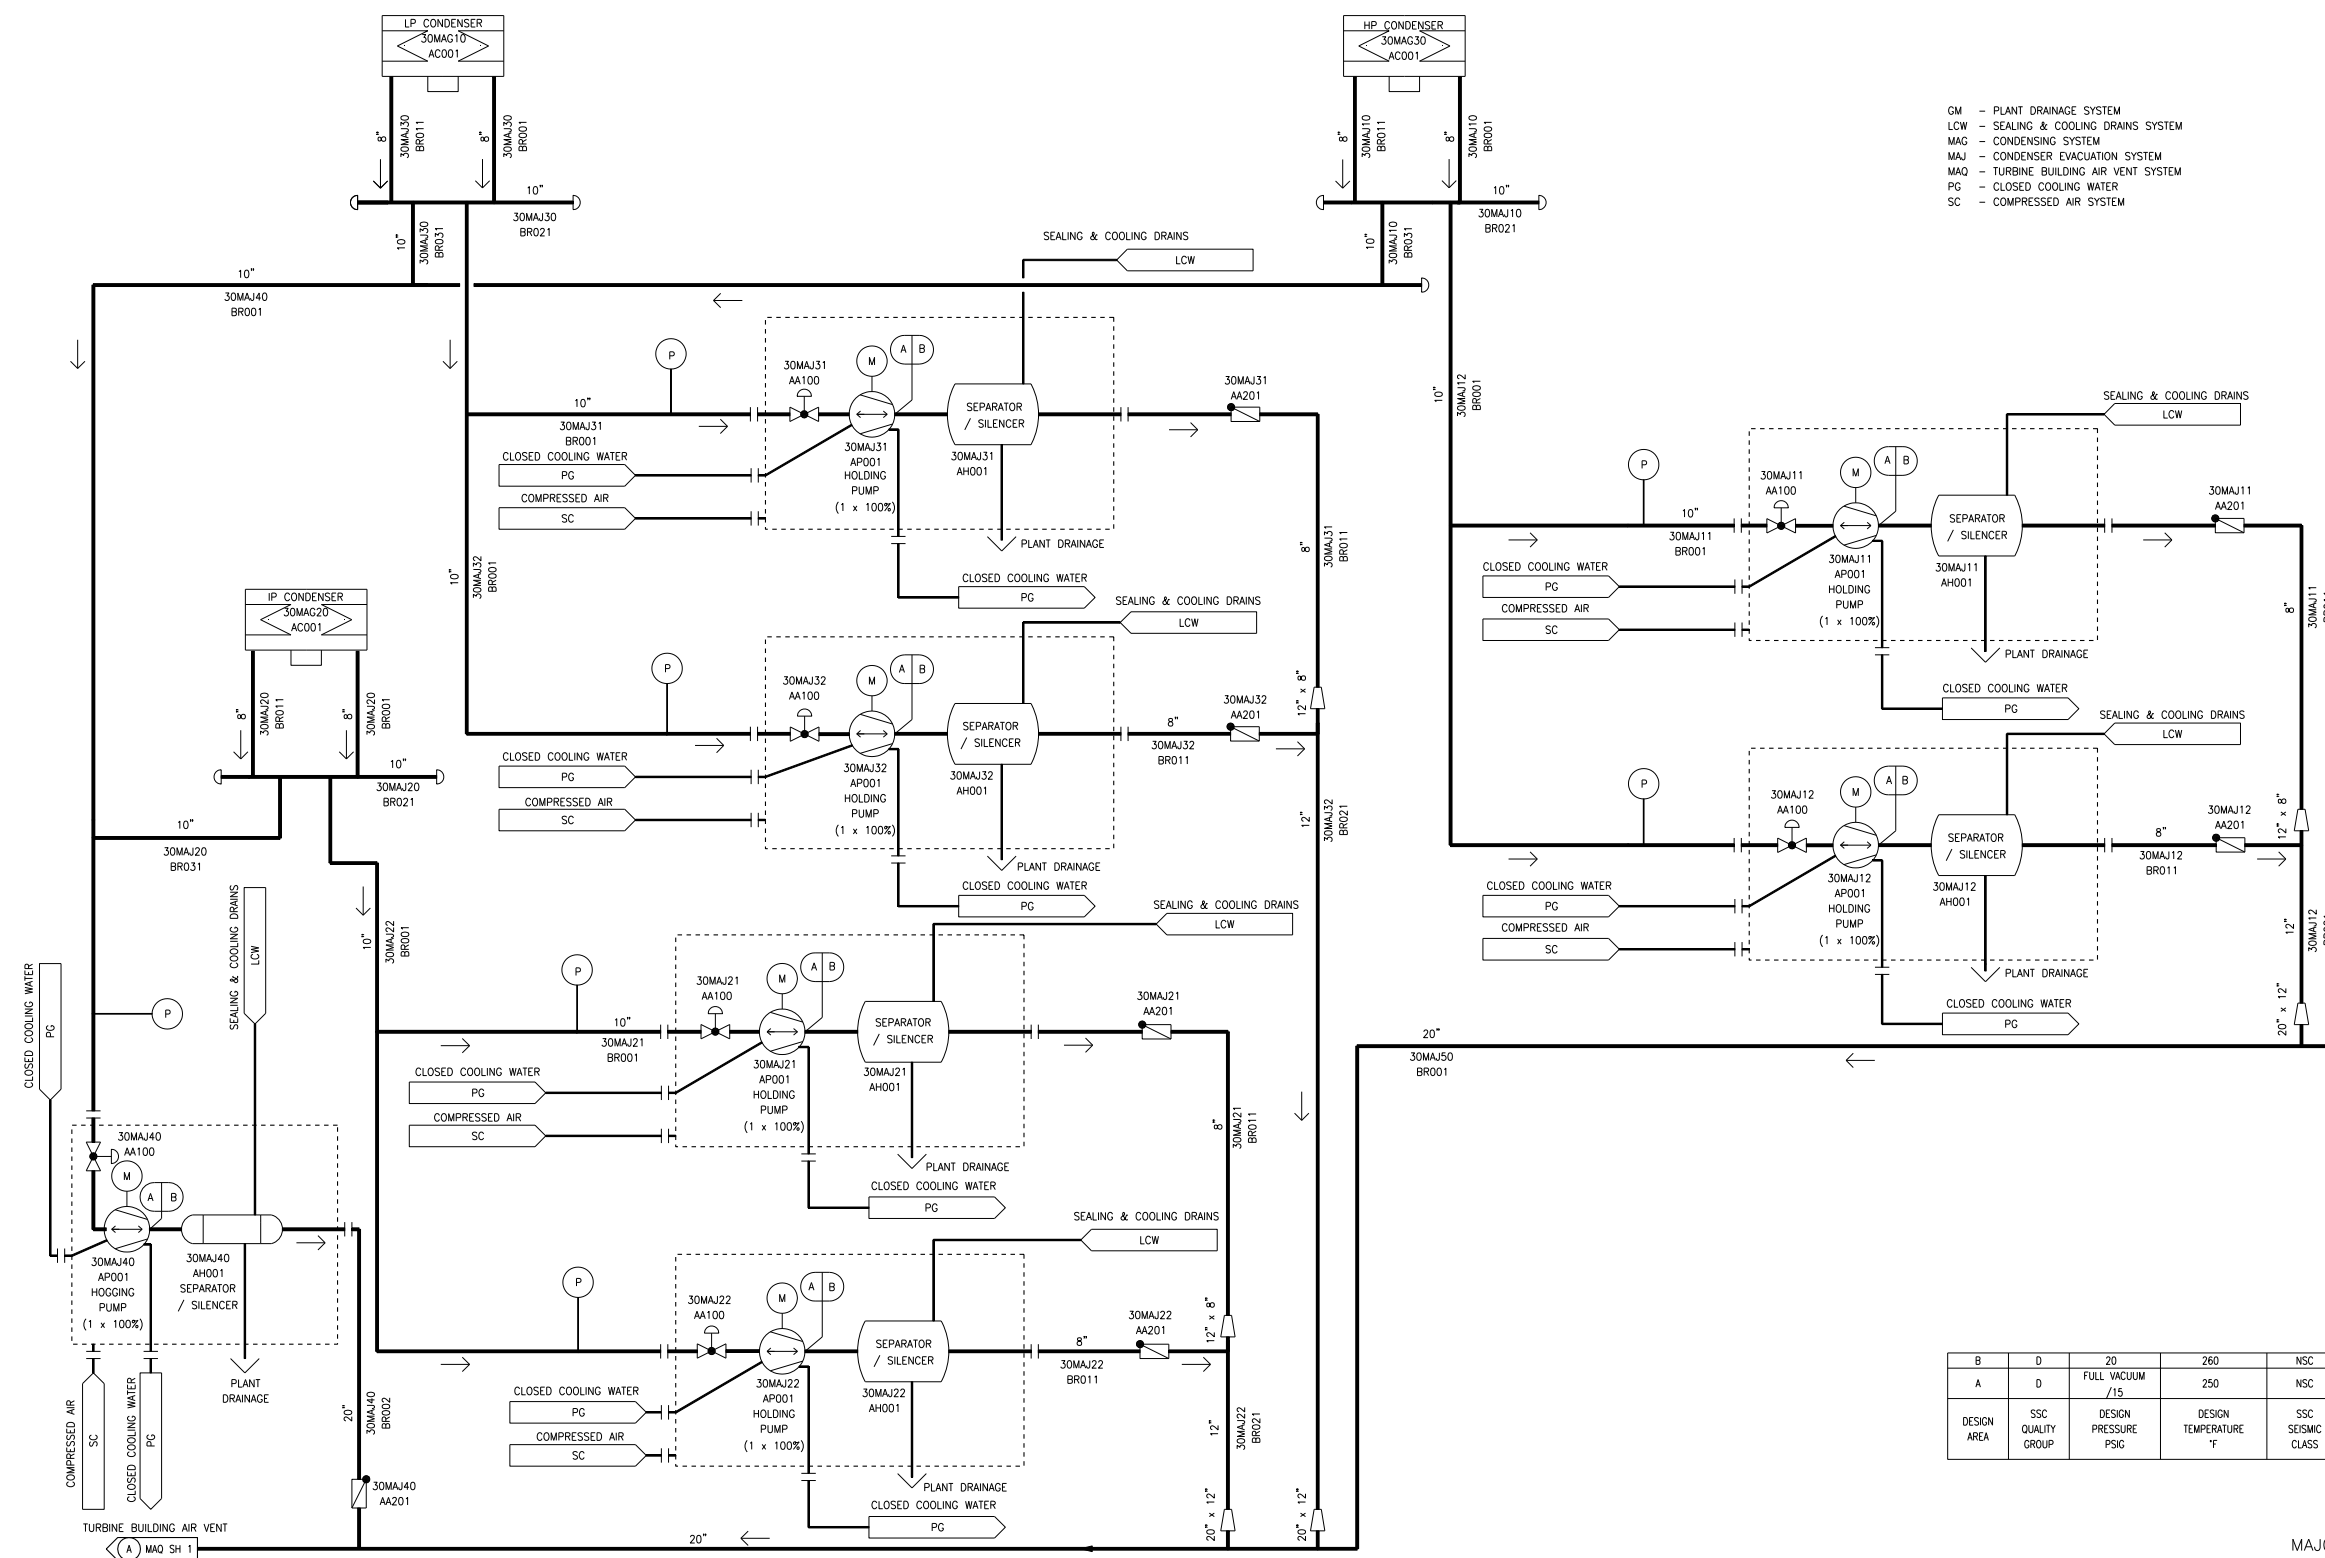 LP CONDENSER
30MAG10
AC001
8"
30MAJ30
BR011
8"
30MAJ30
BR001
10"
30MAJ30
BR021
10"
30MAJ30
BR031
HP CONDENSER
30MAG30
AC001
8"
30MAJ10
BR011
8"
30MAJ10
BR001
10"
30MAJ10
BR021
10"
30MAJ10
BR031
GM – PLANT DRAINAGE SYSTEM
LCW – SEALING & COOLING DRAINS SYSTEM
MAG – CONDENSING SYSTEM
MAJ – CONDENSER EVACUATION SYSTEM
MAQ – TURBINE BUILDING AIR VENT SYSTEM
PG – CLOSED COOLING WATER
SC – COMPRESSED AIR SYSTEM
10"
30MAJ40
BR001
SEALING & COOLING DRAINS
LCW
P
10"
30MAJ31
BR001
30MAJ31
AA100
M
A B
SEPARATOR
/ SILENCER
30MAJ31
AH001
30MAJ31
AP001
HOLDING
PUMP
(1 x 100%)
30MAJ31
AA201
CLOSED COOLING WATER
PG
COMPRESSED AIR
SC
PLANT DRAINAGE
CLOSED COOLING WATER
PG
8"
30MAJ31
BR011
12" x 8"
10"
30MAJ32
BR001
SEALING & COOLING DRAINS
LCW
P
30MAJ32
AA100
M
A B
SEPARATOR
/ SILENCER
30MAJ32
AH001
30MAJ32
AP001
HOLDING
PUMP
(1 x 100%)
8"
30MAJ32
BR011
30MAJ32
AA201
CLOSED COOLING WATER
PG
COMPRESSED AIR
SC
PLANT DRAINAGE
CLOSED COOLING WATER
PG
12"
30MAJ32
BR021
20" x 12"
10"
30MAJ12
BR001
SEALING & COOLING DRAINS
LCW
P
10"
30MAJ11
BR001
30MAJ11
AA100
M
A B
SEPARATOR
/ SILENCER
30MAJ11
AH001
30MAJ11
AP001
HOLDING
PUMP
(1 x 100%)
30MAJ11
AA201
CLOSED COOLING WATER
PG
COMPRESSED AIR
SC
PLANT DRAINAGE
CLOSED COOLING WATER
PG
8"
30MAJ11
12" x 8"
SEALING & COOLING DRAINS
LCW
P
30MAJ12
AA100
M
A B
SEPARATOR
/ SILENCER
30MAJ12
AH001
30MAJ12
AP001
HOLDING
PUMP
(1 x 100%)
8"
30MAJ12
BR011
30MAJ12
AA201
CLOSED COOLING WATER
PG
COMPRESSED AIR
SC
PLANT DRAINAGE
CLOSED COOLING WATER
PG
12"
30MAJ12
20" x 12"
20"
30MAJ50
BR001
IP CONDENSER
30MAG20
AC001
8"
30MAJ20
BR011
8"
30MAJ20
BR001
10"
30MAJ20
BR021
10"
30MAJ20
BR031
10"
30MAJ22
BR001
SEALING & COOLING DRAINS
LCW
P
10"
30MAJ21
BR001
30MAJ21
AA100
M
A B
SEPARATOR
/ SILENCER
30MAJ21
AH001
30MAJ21
AP001
HOLDING
PUMP
(1 x 100%)
30MAJ21
AA201
CLOSED COOLING WATER
PG
COMPRESSED AIR
SC
PLANT DRAINAGE
CLOSED COOLING WATER
PG
8"
30MAJ21
BR011
12" x 8"
SEALING & COOLING DRAINS
LCW
P
30MAJ22
AA100
M
A B
SEPARATOR
/ SILENCER
30MAJ22
AH001
30MAJ22
AP001
HOLDING
PUMP
(1 x 100%)
8"
30MAJ22
BR011
30MAJ22
AA201
CLOSED COOLING WATER
PG
COMPRESSED AIR
SC
PLANT DRAINAGE
CLOSED COOLING WATER
PG
12"
30MAJ22
BR021
20" x 12"
CLOSED COOLING WATER
PG
SEALING & COOLING DRAINS
LCW
P
30MAJ40
AA100
M
A B
30MAJ40
AP001
HOGGING
PUMP
(1 x 100%)
30MAJ40
AH001
SEPARATOR
/ SILENCER
PLANT
DRAINAGE
COMPRESSED AIR
SC
CLOSED COOLING WATER
PG
20"
30MAJ40
BR002
30MAJ40
AA201
TURBINE BUILDING AIR VENT
A MAQ SH 1
20"
B D 20 260 NSC
A D FULL VACUUM /15 250 NSC
DESIGN AREA SSC QUALITY GROUP DESIGN PRESSURE PSIG DESIGN TEMPERATURE °F SSC SEISMIC CLASS